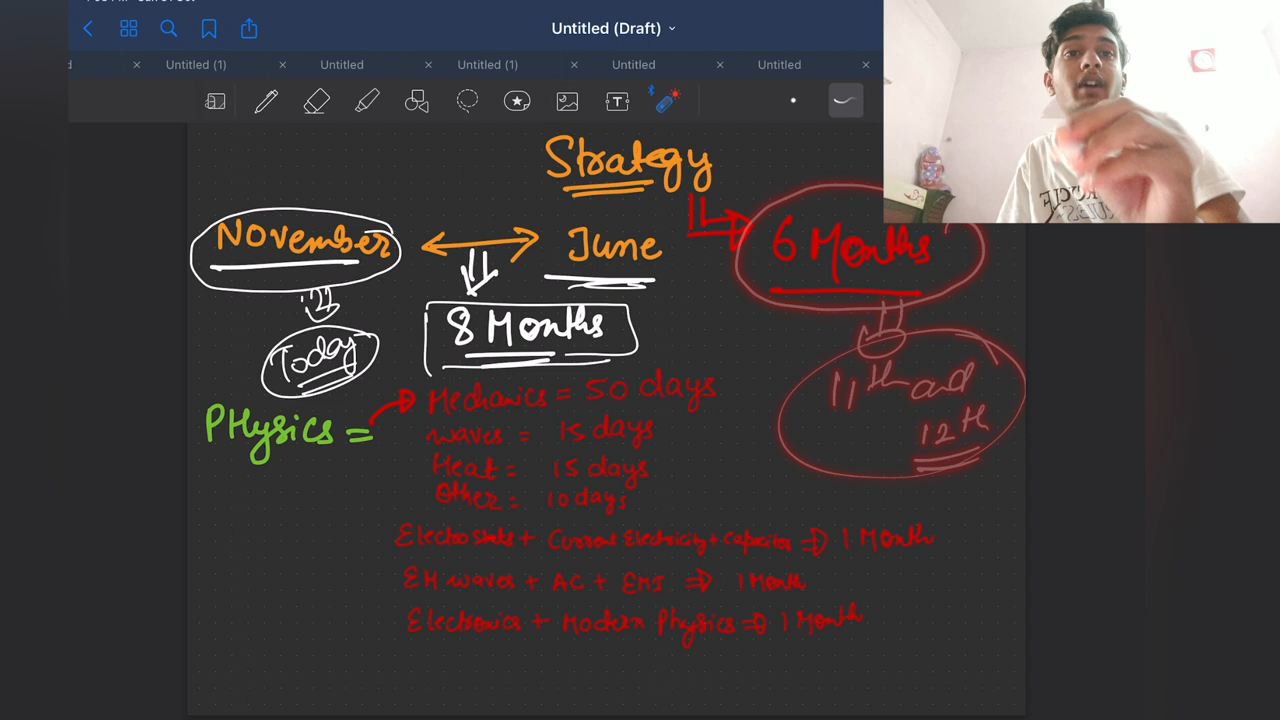 Untitled (Draft)
d
Untitled (1)
Untitled
Untitled (1)
Untitled
Untitled
Strategy
November
June
6 Months
8 Months
Today
11th and
12th
Physics =
Mechanics = 50 days
waves = 15 days
Heat = 15 days
Other = 10 days
Electrostats + Current Electricity + Capacitor ⇒ 1 Month
EM waves + AC + EMI ⇒ 1 Month
Electronics + Modern Physics ⇒ 1 Month